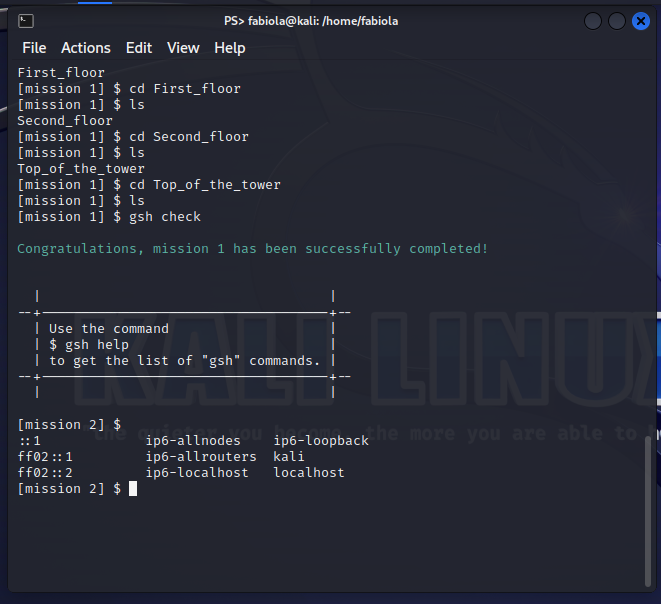 PS> fabiola@kali: /home/fabiola
File Actions Edit View Help
First_floor
[mission 1] $ cd First_floor
[mission 1] $ ls
Second_floor
[mission 1] $ cd Second_floor
[mission 1] $ ls
Top_of_the_tower
[mission 1] $ cd Top_of_the_tower
[mission 1] $ ls
[mission 1] $ gsh check
Congratulations, mission 1 has been successfully completed!
Use the command
$ gsh help
to get the list of "gsh" commands.
KALI LINUX
[mission 2] $
the quieter you become, the more you are able to
::1 ip6-allnodes ip6-loopback
ff02::1 ip6-allrouters kali
ff02::2 ip6-localhost localhost
[mission 2] $